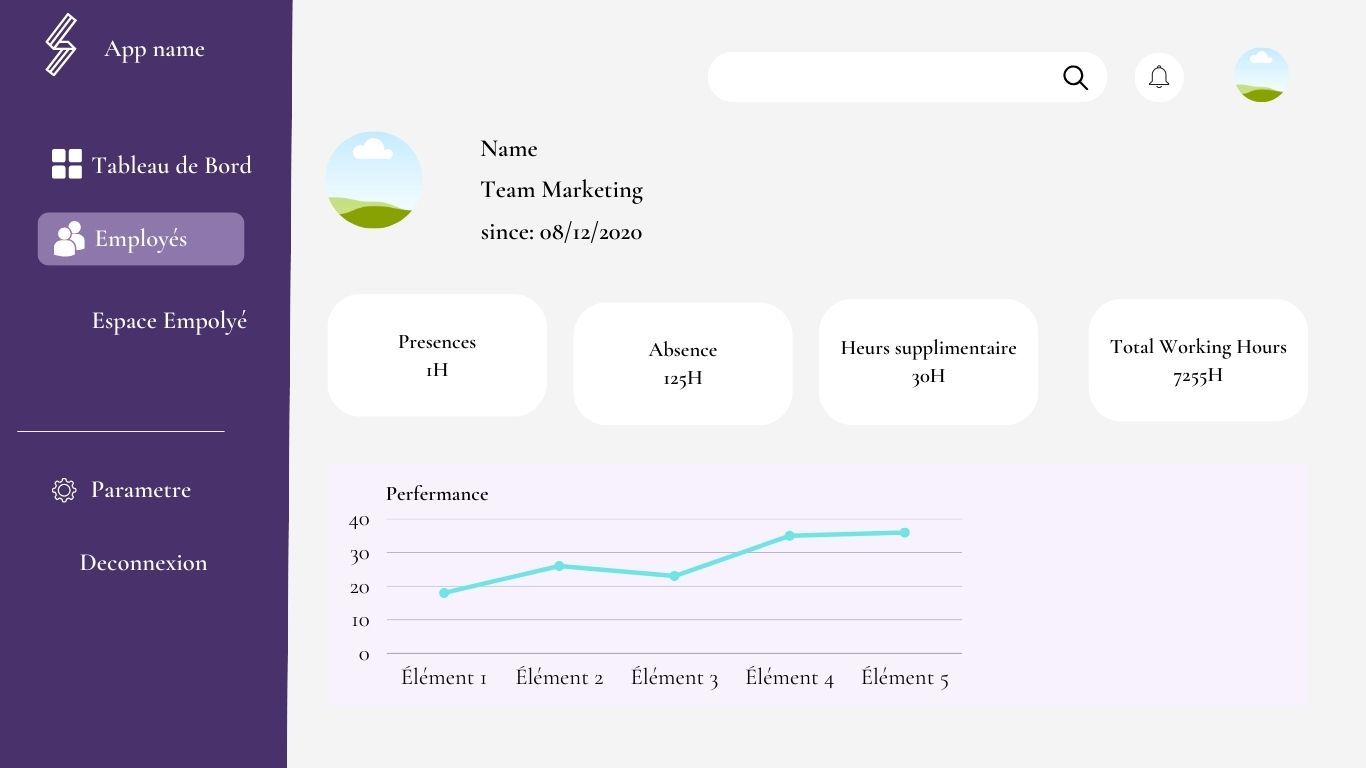 App name
Tableau de Bord
Employés
Espace Empolyé
Parametre
Deconnexion
Name
Team Marketing
since: 08/12/2020
Presences
1H
Absence
125H
Heurs supplimentaire
30H
Total Working Hours
7255H
Perfermance
40
30
20
10
0
Élément 1
Élément 2
Élément 3
Élément 4
Élément 5